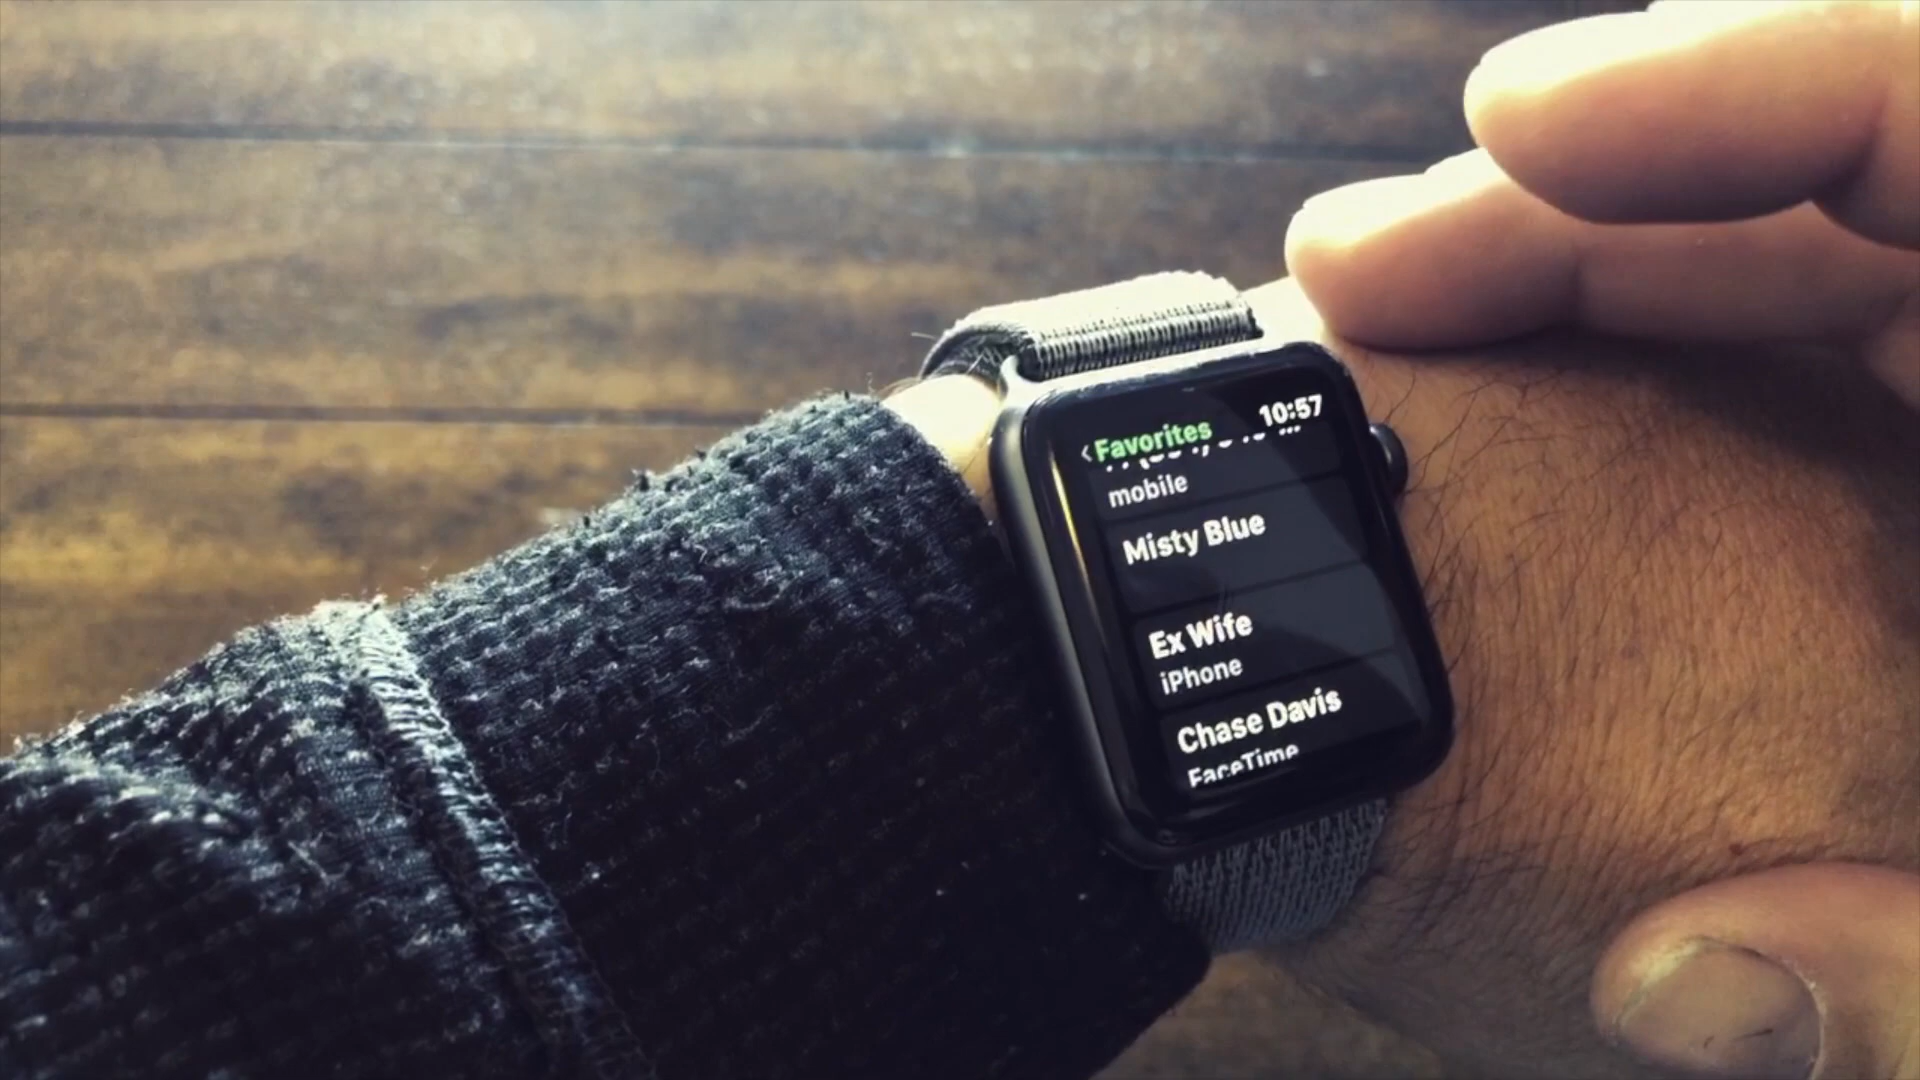 10:57
<Favorites
mobile
Misty Blue
Ex Wife
iPhone
Chase Davis
FaceTime